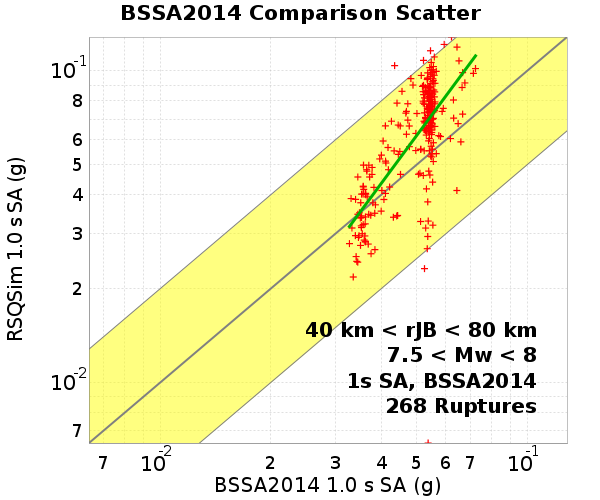 BSSA2014 Comparison Scatter
RSQSim 1.0 s SA (g)
10-1
8
6
5
4
3
2
10-2
7
40 km < rJB < 80 km
7.5 < Mw < 8
1s SA, BSSA2014
268 Ruptures
7 10-2 2 3 4 5 6 7 10-1
BSSA2014 1.0 s SA (g)